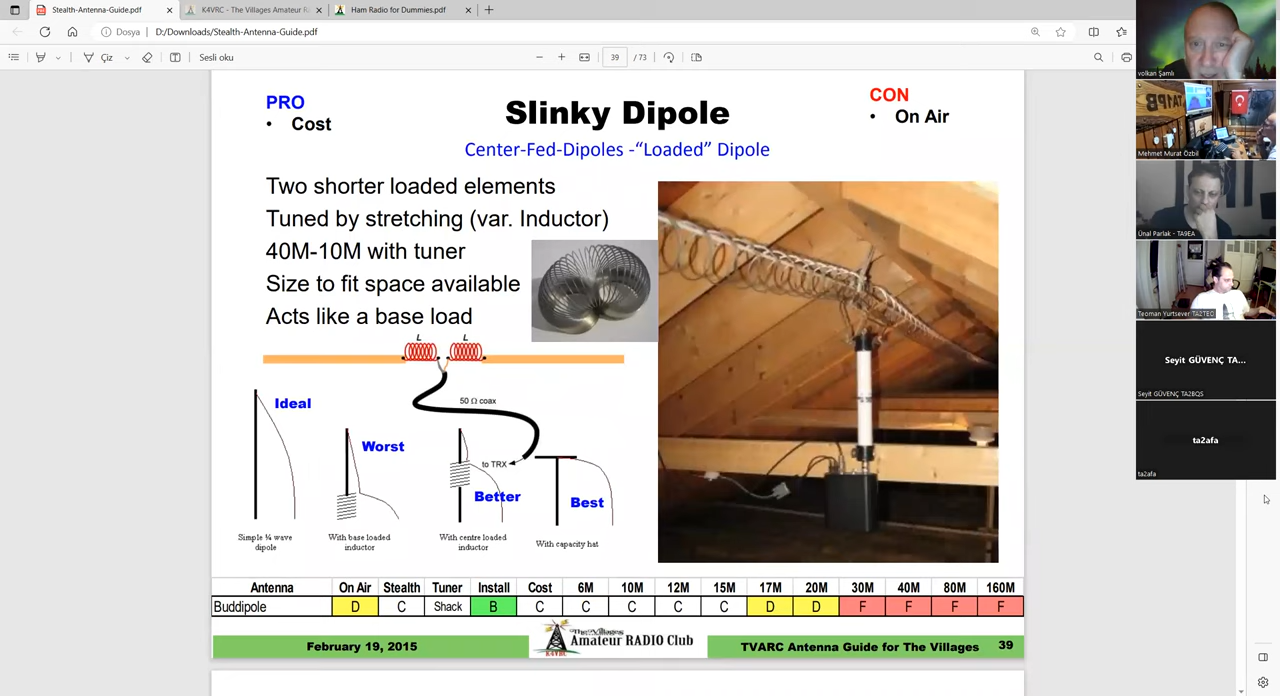 Stealth-Antenna-Guide.pdf
K4VRC - The Villages Amateur R
Ham Radio for Dummies.pdf
Dosya
D:/Downloads/Stealth-Antenna-Guide.pdf
Çiz
Sesli oku
39 / 73
PRO
• Cost
Slinky Dipole
CON
• On Air
Center-Fed-Dipoles -“Loaded” Dipole
Two shorter loaded elements
Tuned by stretching (var. Inductor)
40M-10M with tuner
Size to fit space available
Acts like a base load
L L
50 Ω coax
to TRX
Ideal
Worst
Better
Best
Simple ¼ wave
dipole
With base loaded
inductor
With centre loaded
inductor
With capacity hat
Antenna On Air Stealth Tuner Install Cost 6M 10M 12M 15M 17M 20M 30M 40M 80M 160M
Buddipole D C Shack B C C C C C D D F F F F
February 19, 2015
The Villages
Amateur RADIO Club
K4VRC
TVARC Antenna Guide for The Villages 39
volkan Şamlı
TA1PB
Mehmet Murat Özbil
Ünal Parlak - TA9EA
Teoman Yurtsever TA2TEO
Seyit GÜVENÇ TA...
Seyit GÜVENÇ TA2BQS
ta2afa
ta2afa